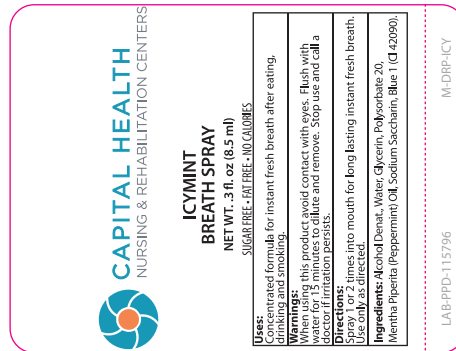 CAPITAL HEALTH
NURSING & REHABILITATION CENTERS
ICYMINT
BREATH SPRAY
NET WT. .3 fl. oz (8.5 ml)
SUGAR FREE • FAT FREE • NO CALORIES
Uses:
Concentrated formula for instant fresh breath after eating,
drinking and smoking.
Warnings:
When using this product avoid contact with eyes. Flush with
water for 15 minutes to dilute and remove. Stop use and call a
doctor if irritation persists.
Directions:
Spray 1 or 2 times into mouth for long lasting instant fresh breath.
Use only as directed.
Ingredients: Alcohol Denat, Water, Glycerin, Polysorbate 20,
Mentha Piperita (Peppermint) Oil, Sodium Saccharin, Blue 1 (CI 42090).
LAB-PPD-115796
M-DRP-ICY